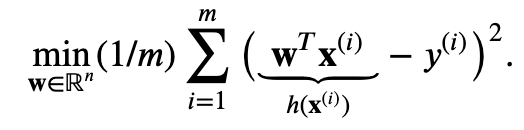 min_{𝐰∈ℝ^n} (1/m) ∑_{i=1}^{m} ( 𝐰^T 𝐱^{(i)} − y^{(i)} )^2.
h(𝐱^{(i)})